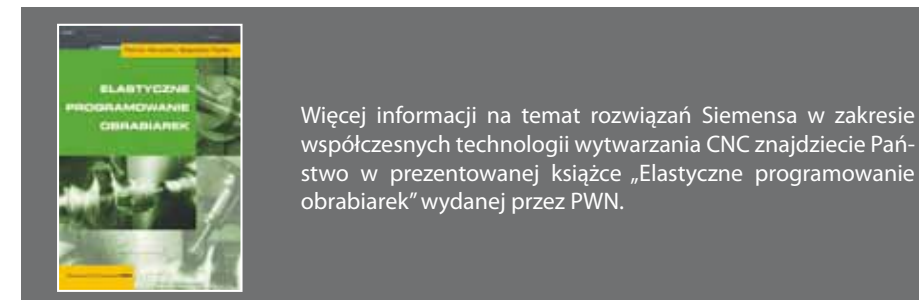 ELASTYCZNE
PROGRAMOWANIE
OBRABIAREK
Więcej informacji na temat rozwiązań Siemensa w zakresie
współczesnych technologii wytwarzania CNC znajdziecie Pań-
stwo w prezentowanej książce „Elastyczne programowanie
obrabiarek” wydanej przez PWN.